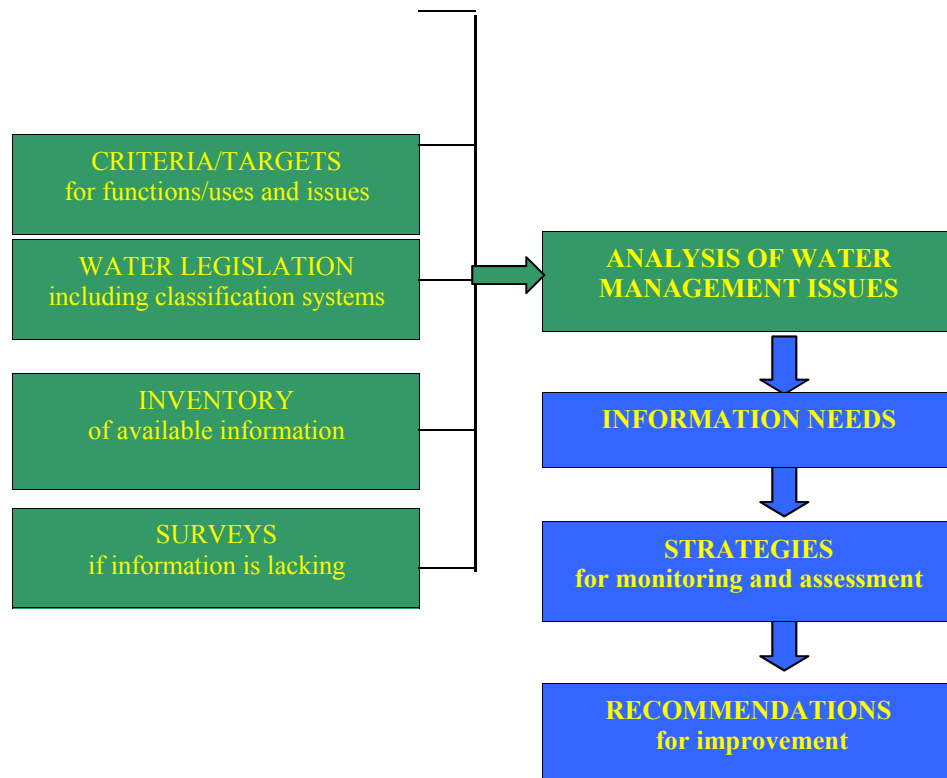 CRITERIA/TARGETS
for functions/uses and issues
WATER LEGISLATION
including classification systems
INVENTORY
of available information
SURVEYS
if information is lacking
ANALYSIS OF WATER
MANAGEMENT ISSUES
INFORMATION NEEDS
STRATEGIES
for monitoring and assessment
RECOMMENDATIONS
for improvement